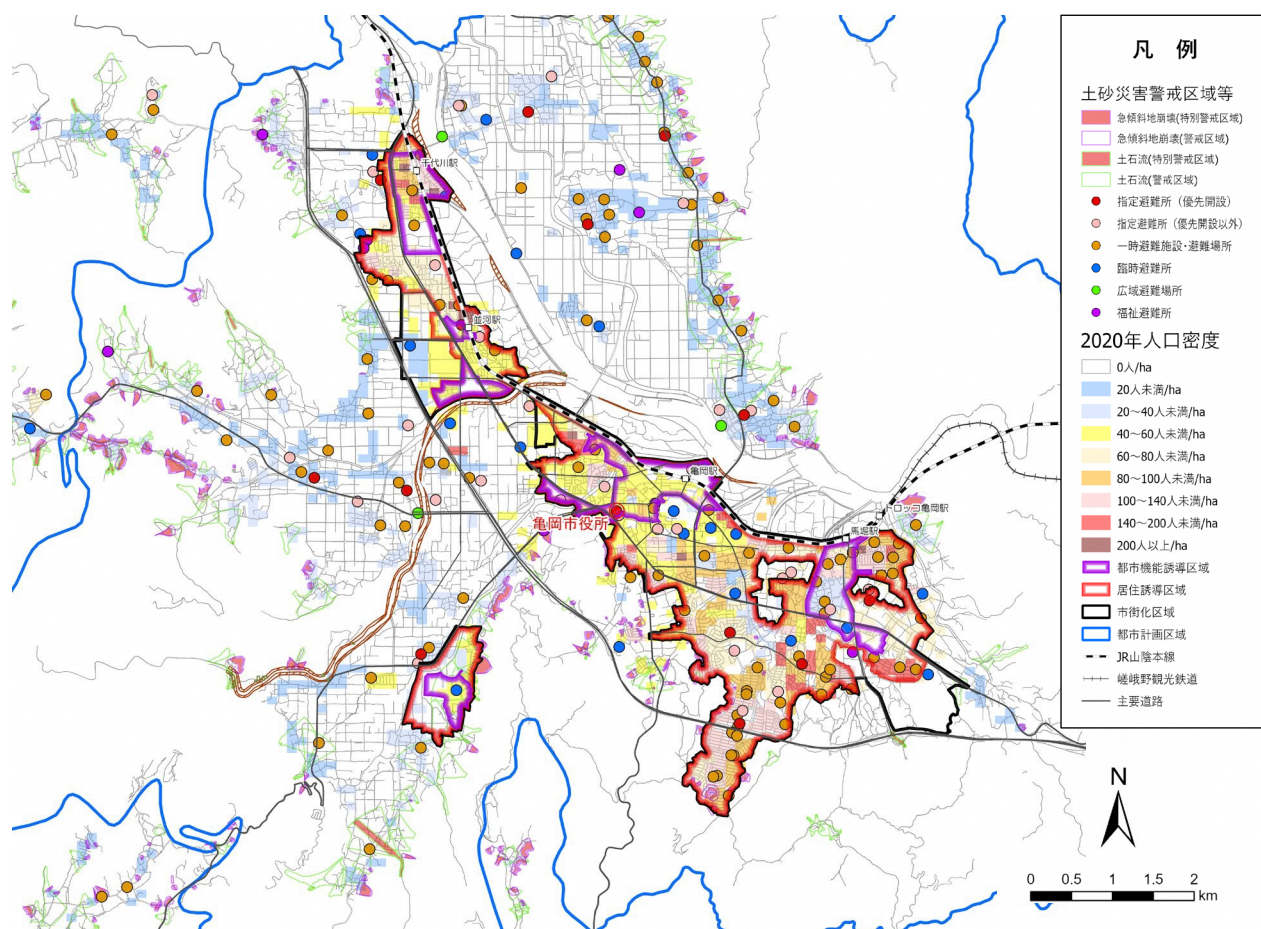 凡 例
土砂災害警戒区域等
急傾斜地崩壊(特別警戒区域)
急傾斜地崩壊(警戒区域)
土石流(特別警戒区域)
土石流(警戒区域)
指定避難所（優先開設）
指定避難所（優先開設以外）
一時避難施設・避難場所
臨時避難所
広域避難場所
福祉避難所
2020年人口密度
0人/ha
20人未満/ha
20～40人未満/ha
40～60人未満/ha
60～80人未満/ha
80～100人未満/ha
100～140人未満/ha
140～200人未満/ha
200人以上/ha
都市機能誘導区域
居住誘導区域
市街化区域
都市計画区域
JR山陰本線
嵯峨野観光鉄道
主要道路
千代川駅
並河駅
亀岡駅
亀岡市役所
トロッコ亀岡駅
馬堀駅
N
0 0.5 1 1.5 2
km